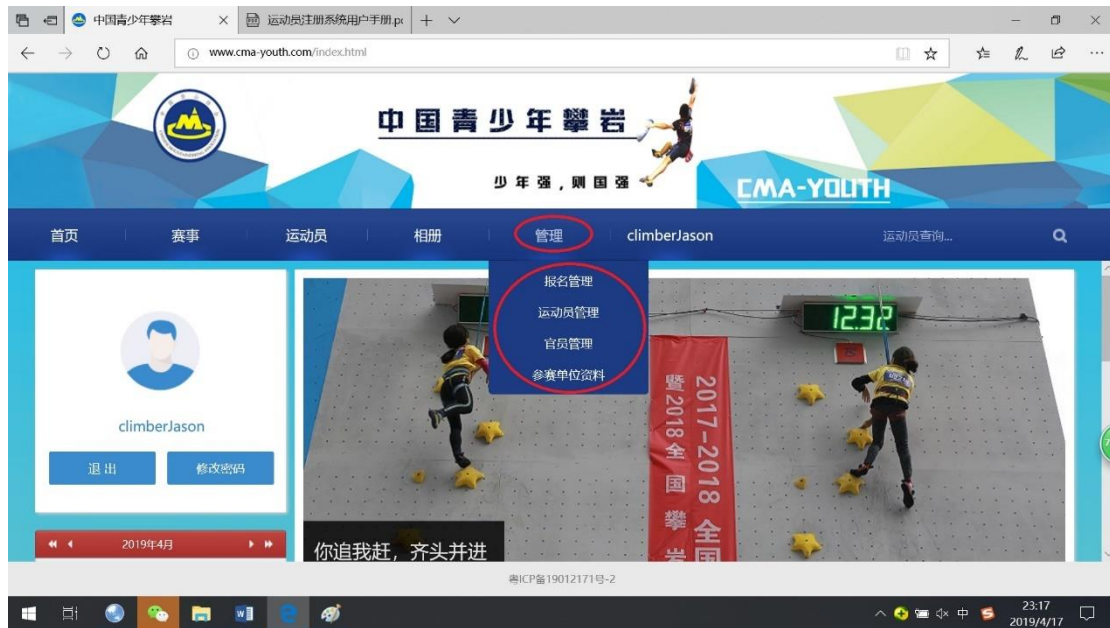 中国青少年攀岩
运动员注册系统用户手册.p
www.cma-youth.com/index.html
中国青少年攀岩
少年强,则国强
CMA-YOUTH
首页 赛事 运动员 相册 管理 climberJason 运动员查询...
报名管理
运动员管理
官员管理
参赛单位资料
12.32
2017-2018 全国
暨2018全国攀岩
climberJason
退出 修改密码
2019年4月
你追我赶，齐头并进
粤ICP备19012171号-2
中
23:17
2019/4/17